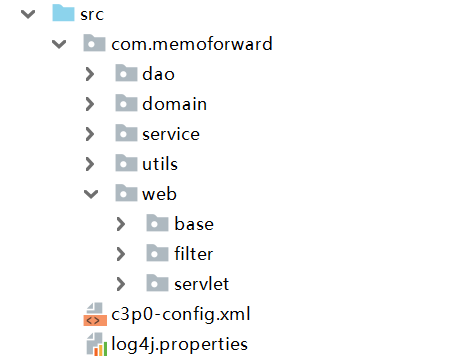 src
com.memoforward
dao
domain
service
utils
web
base
filter
servlet
c3p0-config.xml
log4j.properties